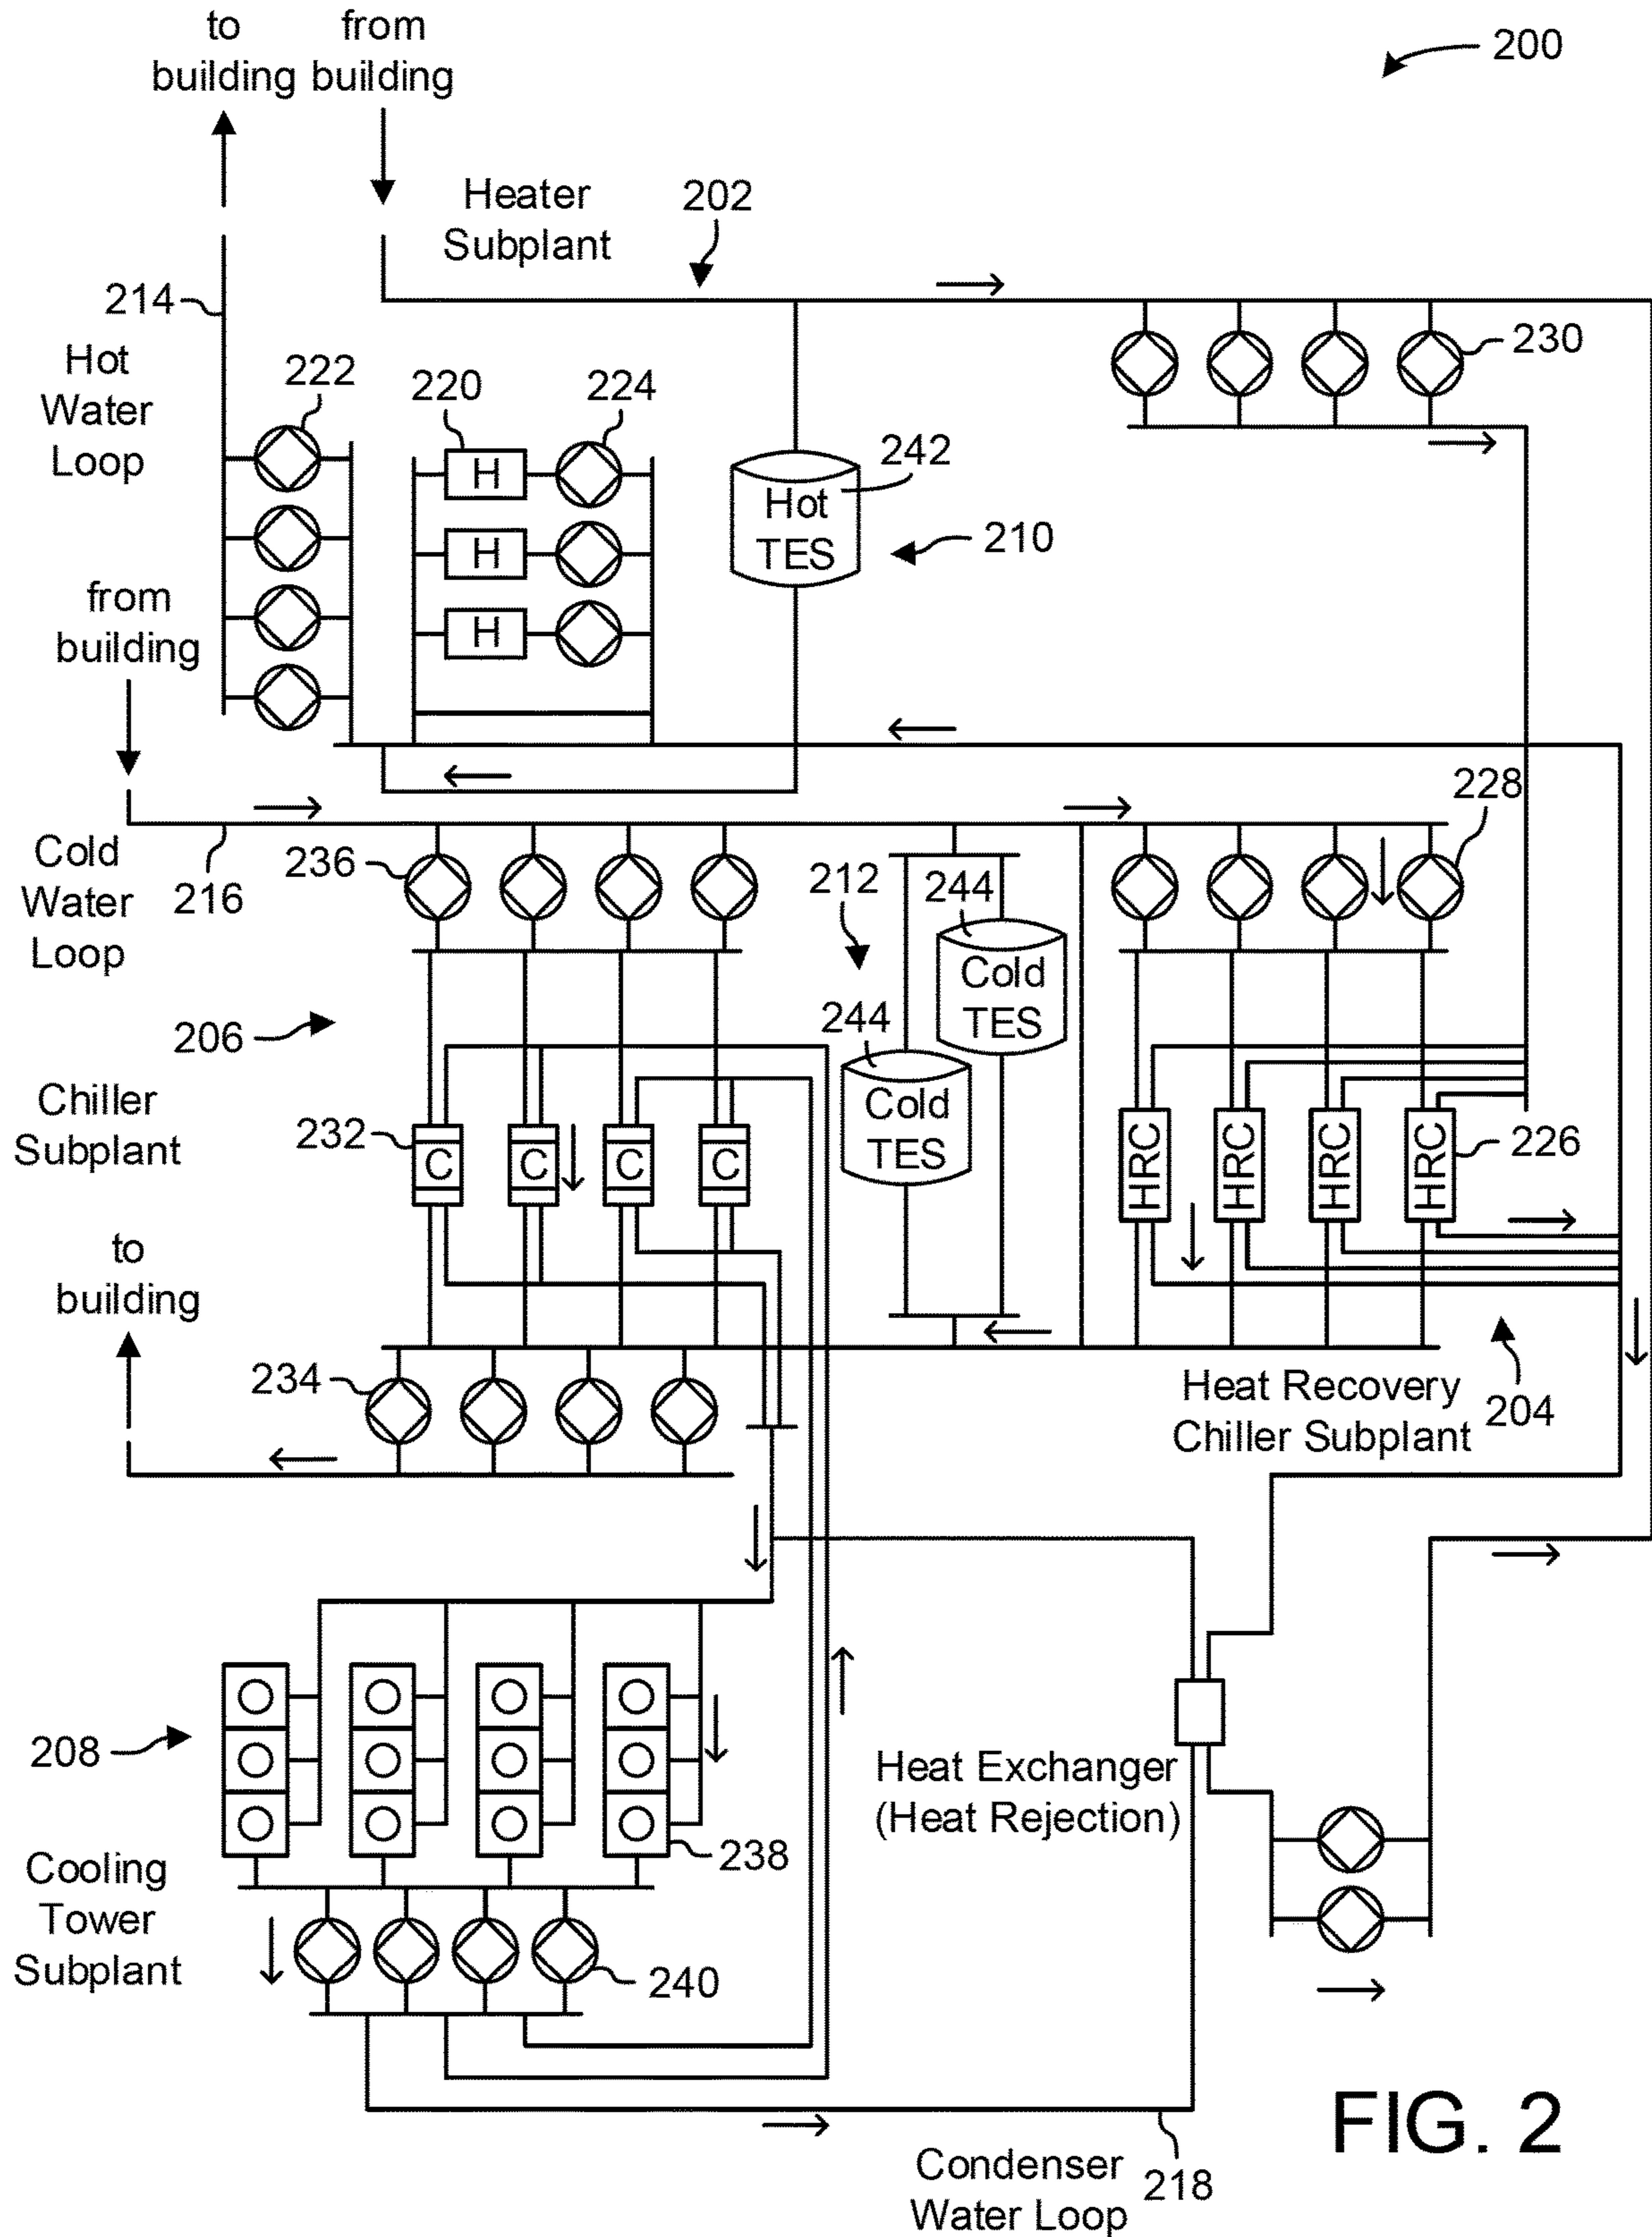 to
building
from
building
200
Heater
Subplant
202
214
Hot
Water
Loop
222
220
224
230
H
H
H
Hot
TES
242
210
from
building
228
Cold
Water
Loop
216
236
212
244
Cold
TES
244
Cold
TES
206
Chiller
Subplant
232
C
C
C
C
HRC
HRC
HRC
HRC
226
to
building
234
Heat Recovery
Chiller Subplant
204
208
Heat Exchanger
(Heat Rejection)
238
Cooling
Tower
Subplant
240
Condenser
Water Loop
218
FIG. 2